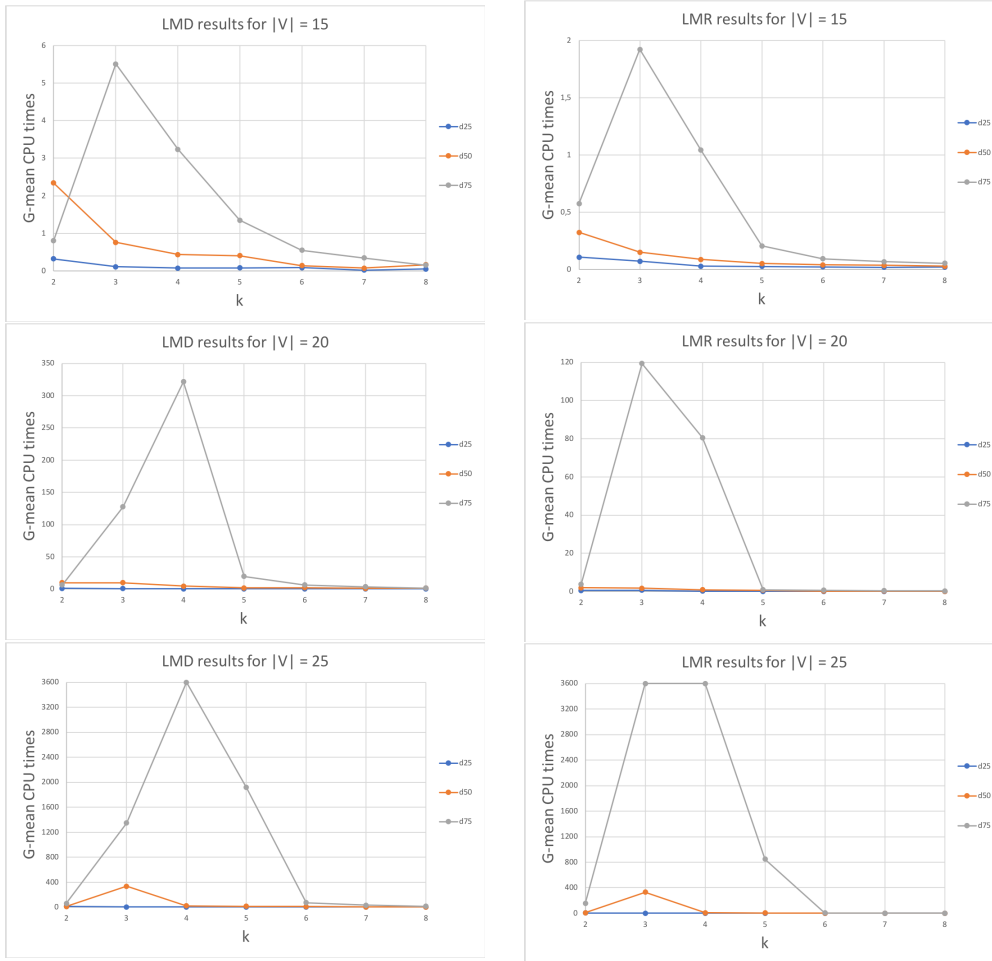 LMD results for |V| = 15
G-mean CPU times
6
5
4
3
2
1
0
2 3 4 5 6 7 8
k
d25
d50
d75
LMR results for |V| = 15
G-mean CPU times
2
1,5
1
0,5
0
2 3 4 5 6 7 8
k
d25
d50
d75
LMD results for |V| = 20
G-mean CPU times
350
300
250
200
150
100
50
0
2 3 4 5 6 7 8
k
d25
d50
d75
LMR results for |V| = 20
G-mean CPU times
120
100
80
60
40
20
0
2 3 4 5 6 7 8
k
d25
d50
d75
LMD results for |V| = 25
G-mean CPU times
3600
3200
2800
2400
2000
1600
1200
800
400
0
2 3 4 5 6 7 8
k
d25
d50
d75
LMR results for |V| = 25
G-mean CPU times
3600
3200
2800
2400
2000
1600
1200
800
400
0
2 3 4 5 6 7 8
k
d25
d50
d75